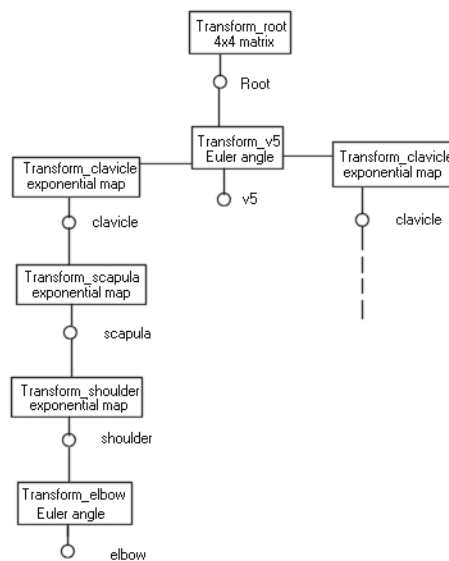 Transform_root
4x4 matrix
Root
Transform_v5
Euler angle
v5
Transform_clavicle
exponential map
clavicle
Transform_clavicle
exponential map
clavicle
Transform_scapula
exponential map
scapula
Transform_shoulder
exponential map
shoulder
Transform_elbow
Euler angle
elbow